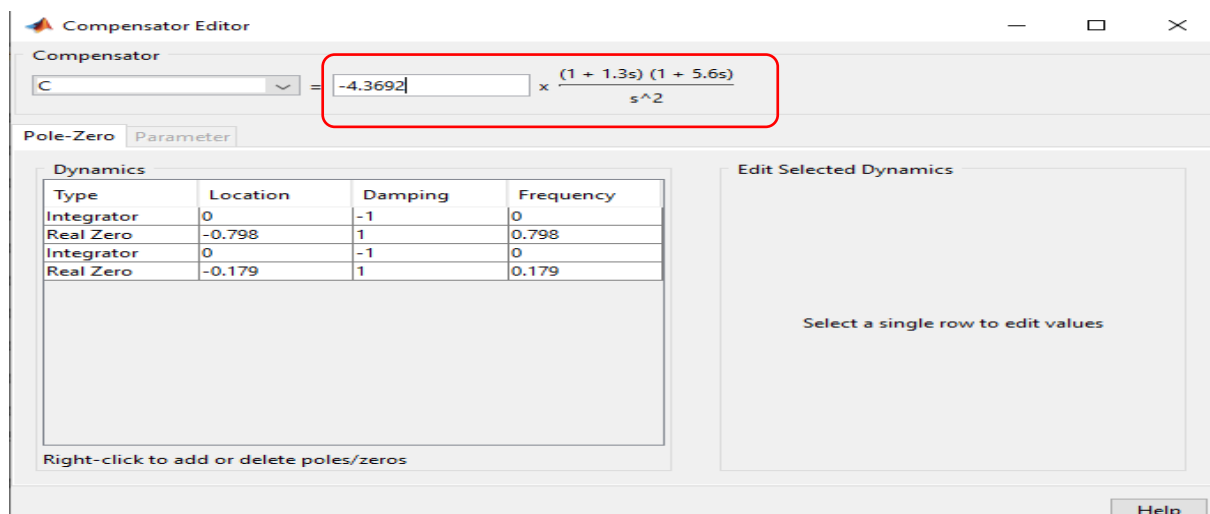 Compensator Editor
Compensator
C = -4.3692 x (1 + 1.3s) (1 + 5.6s)
s^2
Pole-Zero Parameter
Dynamics
Type Location Damping Frequency
Integrator 0 -1 0
Real Zero -0.798 1 0.798
Integrator 0 -1 0
Real Zero -0.179 1 0.179
Right-click to add or delete poles/zeros
Edit Selected Dynamics
Select a single row to edit values
Help